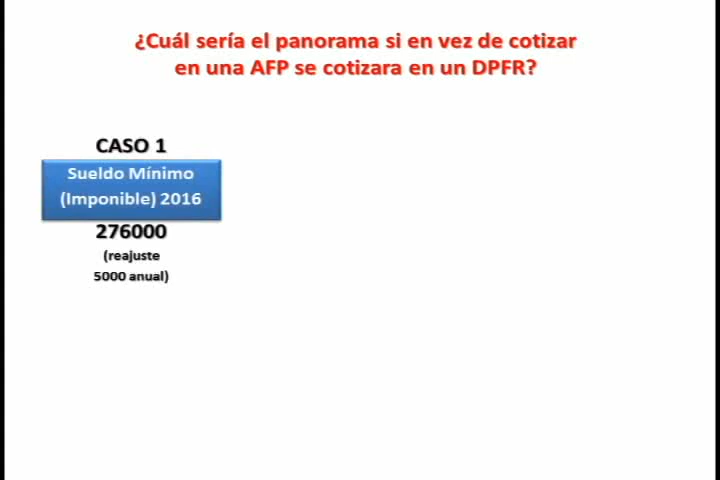 ¿Cuál sería el panorama si en vez de cotizar
en una AFP se cotizara en un DPFR?
CASO 1
Sueldo Mínimo
(Imponible) 2016
276000
(reajuste
5000 anual)